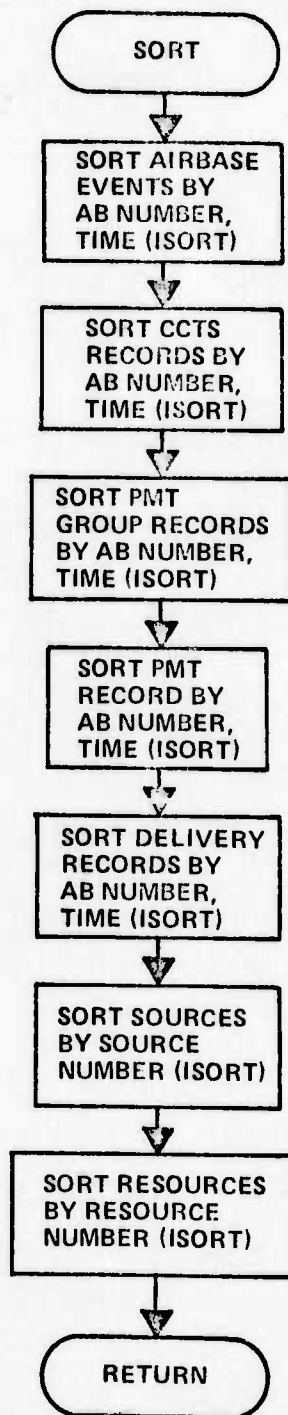 SORT
SORT AIRBASE
EVENTS BY
AB NUMBER,
TIME (ISORT)
SORT CCTS
RECORDS BY
AB NUMBER,
TIME (ISORT)
SORT PMT
GROUP RECORDS
BY AB NUMBER,
TIME (ISORT)
SORT PMT
RECORD BY
AB NUMBER,
TIME (ISORT)
SORT DELIVERY
RECORDS BY
AB NUMBER,
TIME (ISORT)
SORT SOURCES
BY SOURCE
NUMBER (ISORT)
SORT RESOURCES
BY RESOURCE
NUMBER (ISORT)
RETURN